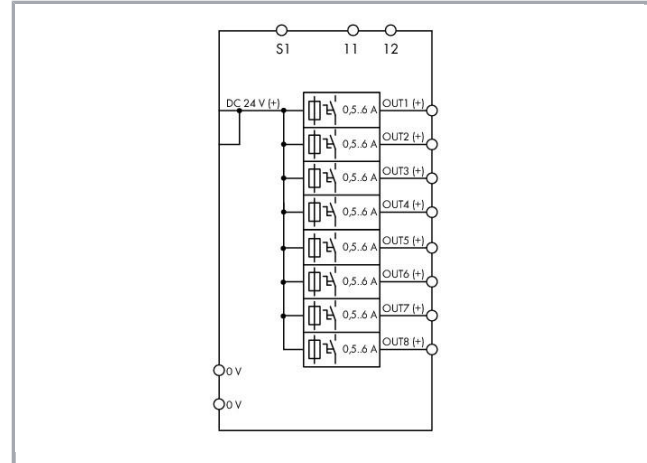 S1 11 12
DC 24 V (+) 0,5..6 A OUT1 (+)
0,5..6 A OUT2 (+)
0,5..6 A OUT3 (+)
0,5..6 A OUT4 (+)
0,5..6 A OUT5 (+)
0,5..6 A OUT6 (+)
0,5..6 A OUT7 (+)
0,5..6 A OUT8 (+)
0 V
0 V